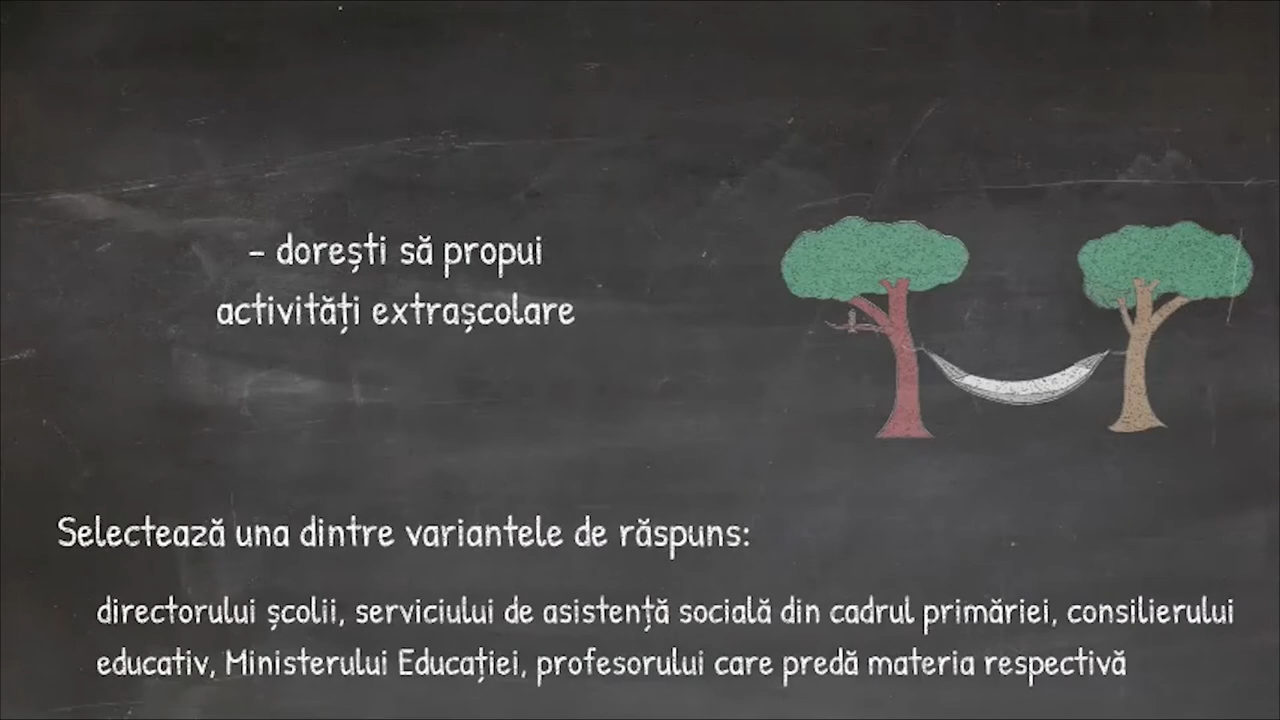 - dorești să propui
activități extrașcolare
Selectează una dintre variantele de răspuns:
directorului școlii, serviciului de asistență socială din cadrul primăriei, consilierului
educativ, Ministerului Educației, profesorului care predă materia respectivă